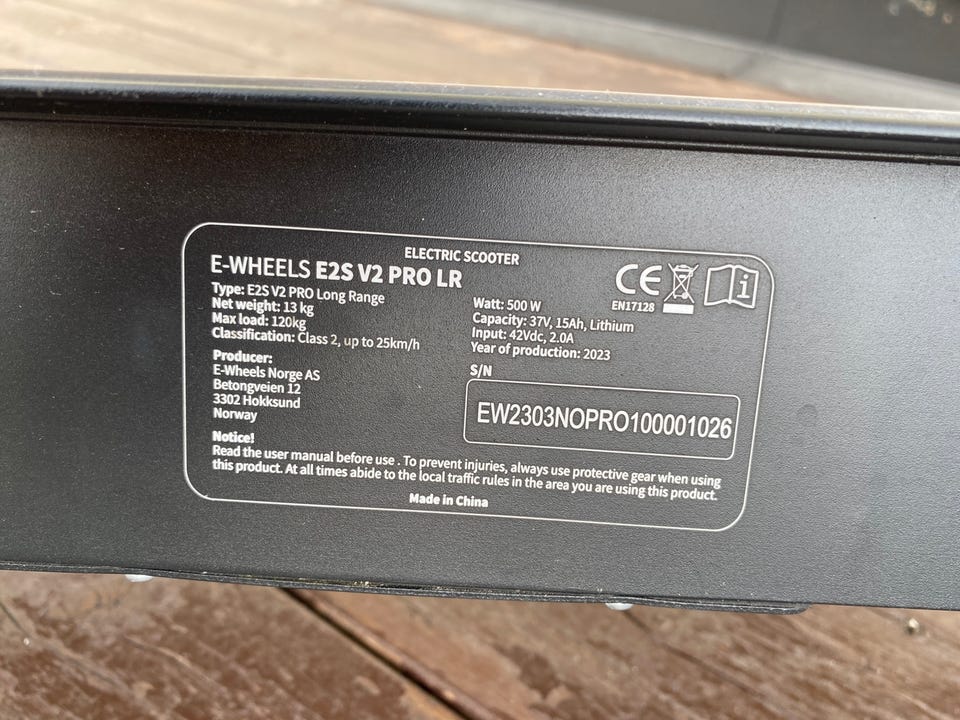 ELECTRIC SCOOTER
E-WHEELS E2S V2 PRO LR
Type: E2S V2 PRO Long Range
Net weight: 13 kg
Max load: 120kg
Classification: Class 2, up to 25km/h
Producer:
E-Wheels Norge AS
Betongveien 12
3302 Hokksund
Norway
CE
EN17128
i
Watt: 500 W
Capacity: 37V, 15Ah, Lithium
Input: 42Vdc, 2.0A
Year of production: 2023
S/N
EW2303NOPRO100001026
Notice!
Read the user manual before use . To prevent injuries, always use protective gear when using
this product. At all times abide to the local traffic rules in the area you are using this product.
Made in China